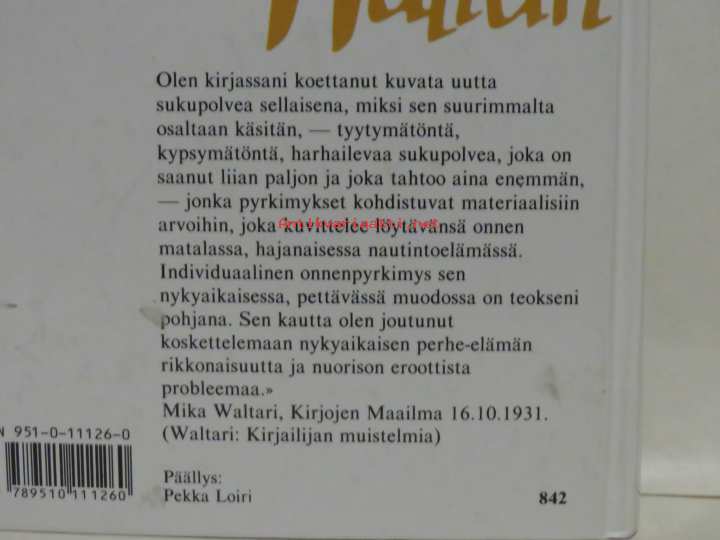 Olen kirjassani koettanut kuvata uutta
sukupolvea sellaisena, miksi sen suurimmalta
osaltaan käsitän, — tyytymätöntä,
kypsymätöntä, harhailevaa sukupolvea, joka on
saanut liian paljon ja joka tahtoo aina enemmän,
— jonka pyrkimykset kohdistuvat materiaalisiin
arvoihin, joka kuvittelee löytävänsä onnen
Antikvariaatti.net
matalassa, hajanaisessa nautintoelämässä.
Individuaalinen onnenpyrkimys sen
nykyaikaisessa, pettävässä muodossa on teokseni
pohjana. Sen kautta olen joutunut
koskettelemaan nykyaikaisen perhe-elämän
rikkonaisuutta ja nuorison eroottista
probleemaa.»
Mika Waltari, Kirjojen Maailma 16.10.1931.
(Waltari: Kirjailijan muistelmia)
N 951-0-11126-0
789510 111260
Päällys:
Pekka Loiri
842